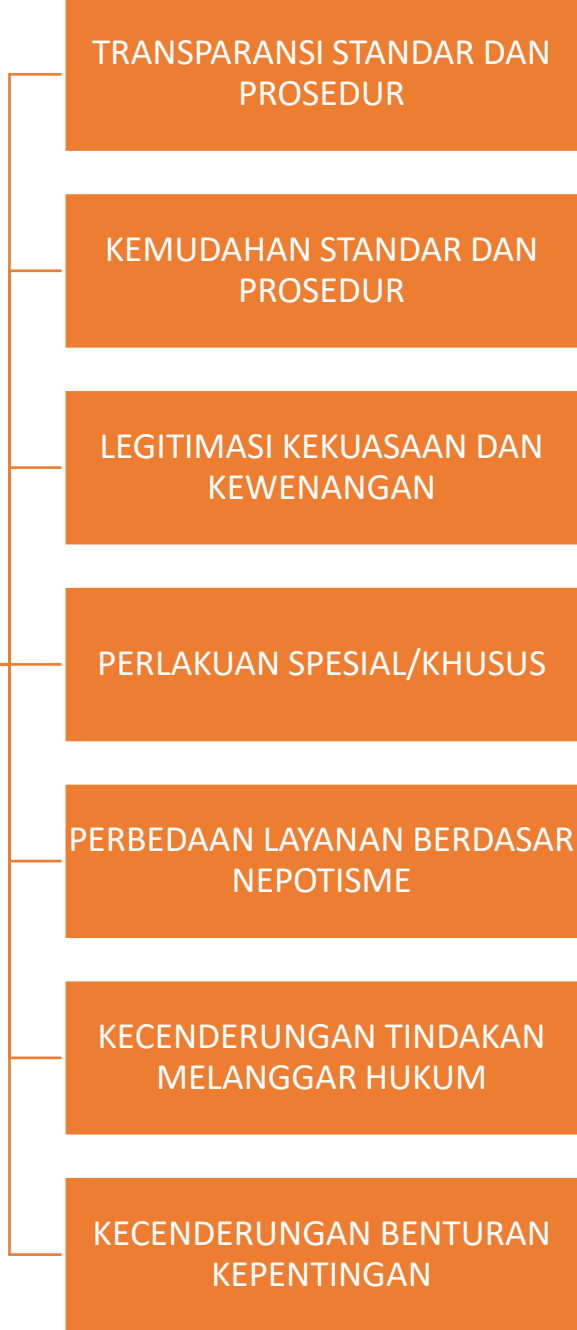 TRANSPARANSI STANDAR DAN
PROSEDUR
KEMUDAHAN STANDAR DAN
PROSEDUR
LEGITIMASI KEKUASAAN DAN
KEWENANGAN
PERLAKUAN SPESIAL/KHUSUS
PERBEDAAN LAYANAN BERDASAR
NEPOTISME
KECENDERUNGAN TINDAKAN
MELANGGAR HUKUM
KECENDERUNGAN BENTURAN
KEPENTINGAN